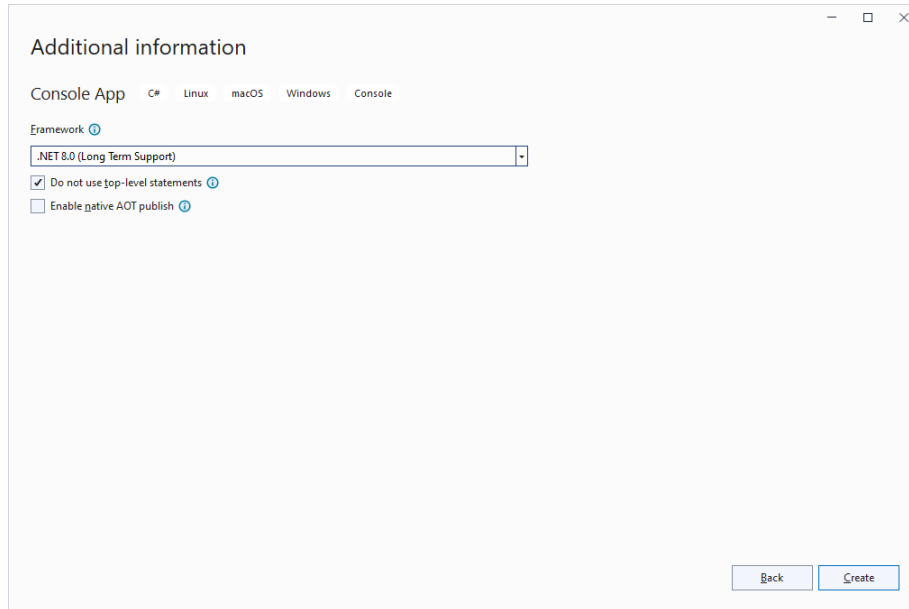 Additional information
Console App C# Linux macOS Windows Console
Framework
.NET 8.0 (Long Term Support)
Do not use top-level statements
Enable native AOT publish
Back Create